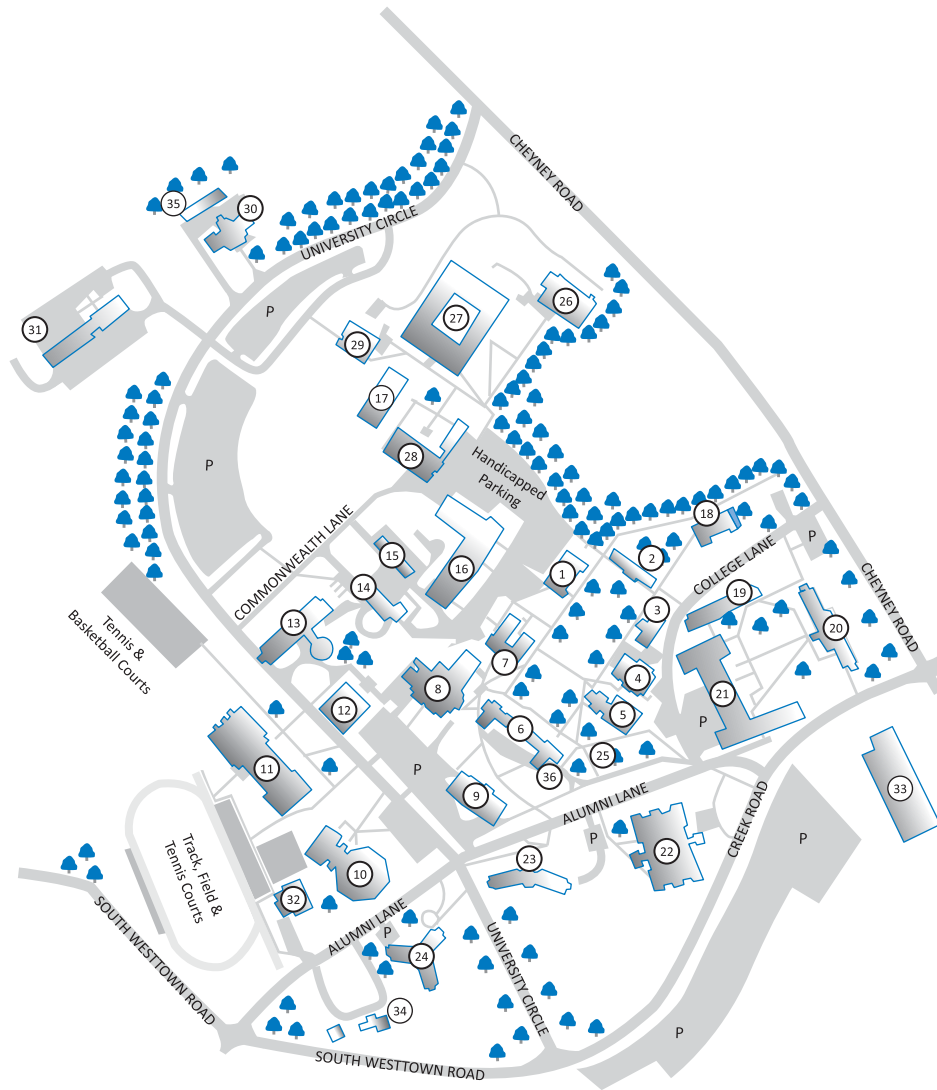 CHEYNEY ROAD
35
30
UNIVERSITY CIRCLE
26
P
27
31
29
17
28
Handicapped
Parking
P
18
COMMONWEALTH LANE
15
16
14
1
2
COLLEGE LANE
P
CHEYNEY ROAD
19
3
13
20
Tennis &
Basketball Courts
7
4
8
21
12
5
P
6
25
11
P
36
9
ALUMNI LANE
33
CREEK ROAD
P
P
22
23
10
Track, Field &
Tennis Courts
32
ALUMNI LANE
P
SOUTH WESTTOWN ROAD
24
UNIVERSITY CIRCLE
34
P
SOUTH WESTTOWN ROAD